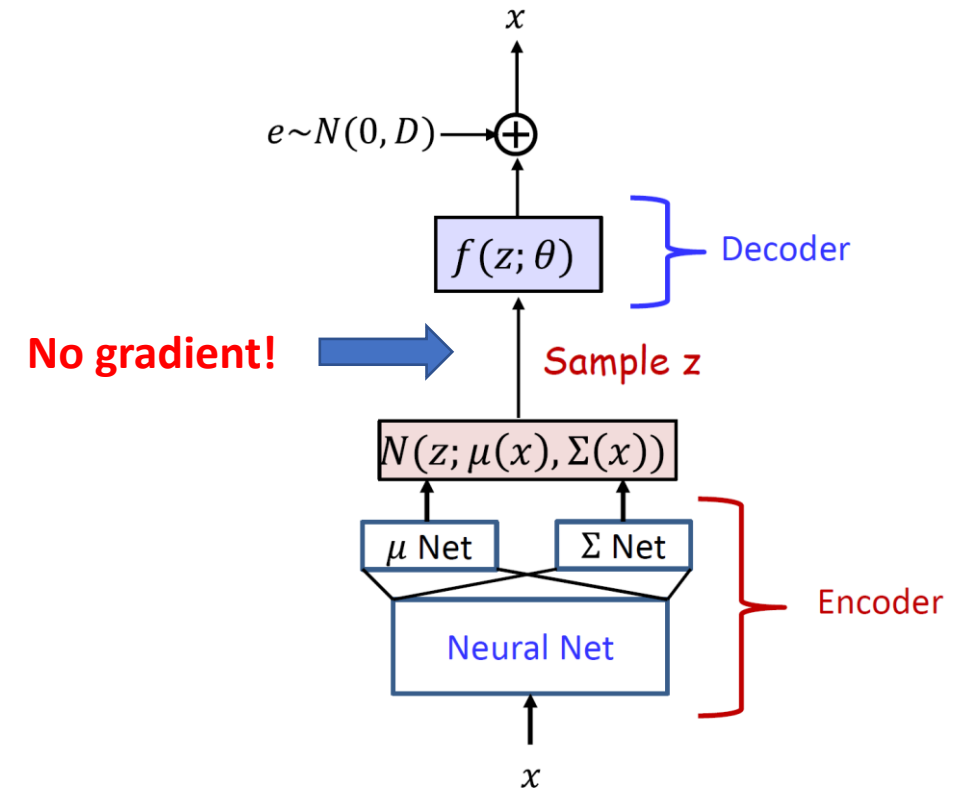 x
e~N(0, D)
+
f(z; θ)
Decoder
No gradient!
Sample z
N(z; μ(x), Σ(x))
μ Net
Σ Net
Encoder
Neural Net
x